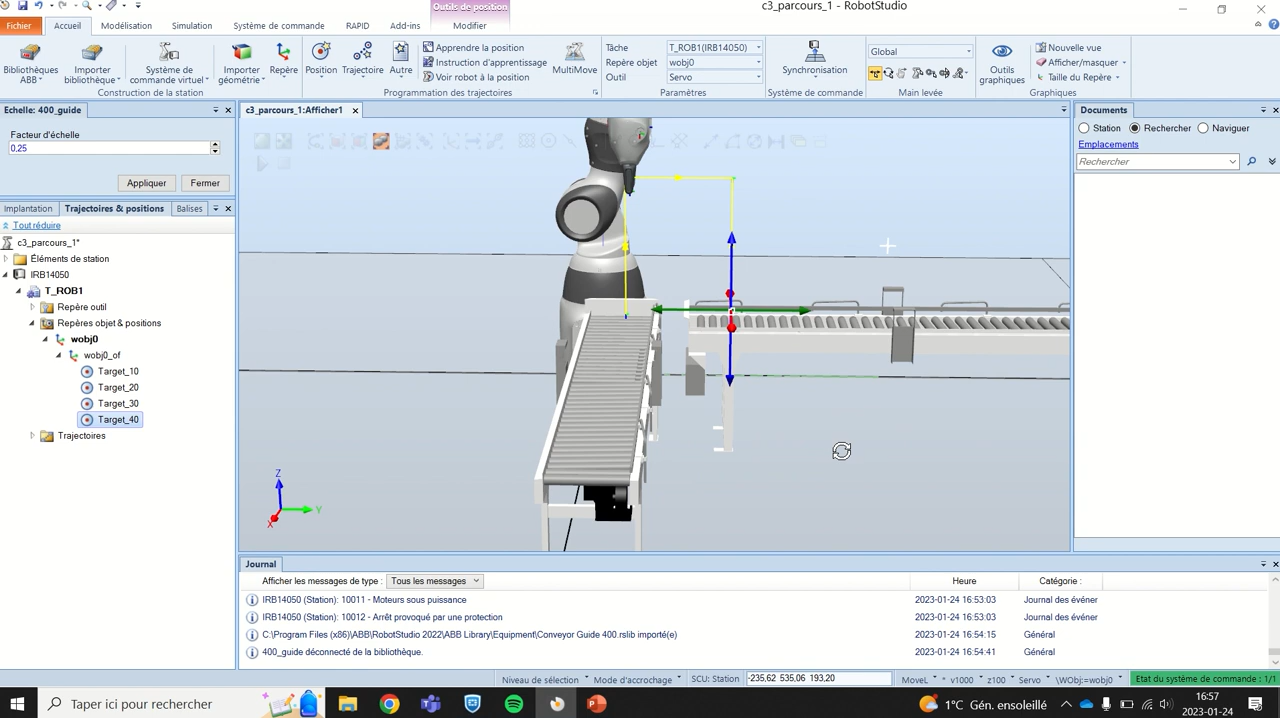 c3_parcours_1 - RobotStudio
Outils de position
Fichier Accueil Modélisation Simulation Système de commande RAPID Add-ins Modifier
Bibliothèques ABB
Importer bibliothèque
Système de commande virtuel
Importer géométrie
Repère
Construction de la station
Position
Trajectoire
Autre
Apprendre la position
Instruction d'apprentissage
Voir robot à la position
MultiMove
Programmation des trajectoires
Tâche T_ROB1(IRB14050)
Repère objet wobj0
Outil Servo
Paramètres
Synchronisation
Système de commande
Global
Main levée
Outils graphiques
Nouvelle vue
Afficher/masquer
Taille du Repère
Graphiques
Echelle: 400_guide
Facteur d'échelle
0,25
Appliquer Fermer
Implantation Trajectoires & positions Balises
Tout réduire
c3_parcours_1*
Éléments de station
IRB14050
T_ROB1
Repère outil
Repères objet & positions
wobj0
wobj0_of
Target_10
Target_20
Target_30
Target_40
Trajectoires
c3_parcours_1:Afficher1
Z
Y
X
Documents
Station Rechercher Naviguer
Emplacements
Rechercher
Journal
Afficher les messages de type : Tous les messages Heure Catégorie :
IRB14050 (Station): 10011 - Moteurs sous puissance 2023-01-24 16:53:03 Journal des événer
IRB14050 (Station): 10012 - Arrêt provoqué par une protection 2023-01-24 16:53:03 Journal des événer
C:\Program Files (x86)\ABB\RobotStudio 2022\ABB Library\Equipment\Conveyor Guide 400.rslib importé(e) 2023-01-24 16:54:15 Général
400_guide déconnecté de la bibliothèque. 2023-01-24 16:54:41 Général
Niveau de sélection Mode d'accrochage SCU: Station -235,62 535,06 193,20 MoveL * v1000 z100 Servo \WObj:=wobj0 Etat du système de commande : 1/1
Taper ici pour rechercher
1°C Gén. ensoleillé
16:57
2023-01-24